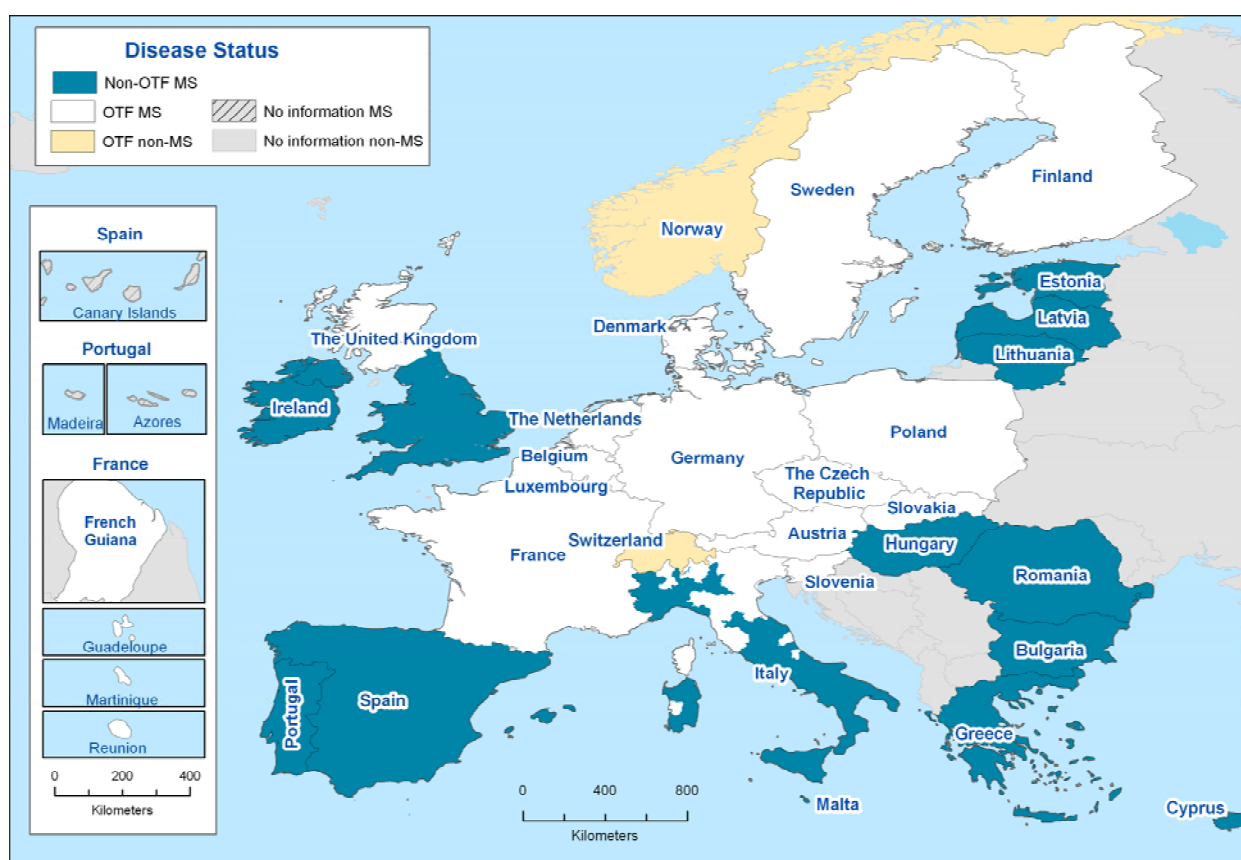 Disease Status
Non-OTF MS
OTF MS
No information MS
OTF non-MS
No information non-MS
Spain
Canary Islands
Portugal
Madeira
Azores
France
French
Guiana
Guadeloupe
Martinique
Reunion
0 200 400
Kilometers
Norway
Sweden
Finland
Estonia
Latvia
Lithuania
Denmark
The United Kingdom
Ireland
The Netherlands
Belgium
Luxembourg
Germany
Poland
The Czech
Republic
Slovakia
Austria
Hungary
Switzerland
France
Slovenia
Romania
Bulgaria
Italy
Spain
Portugal
Greece
Malta
Cyprus
0 400 800
Kilometers